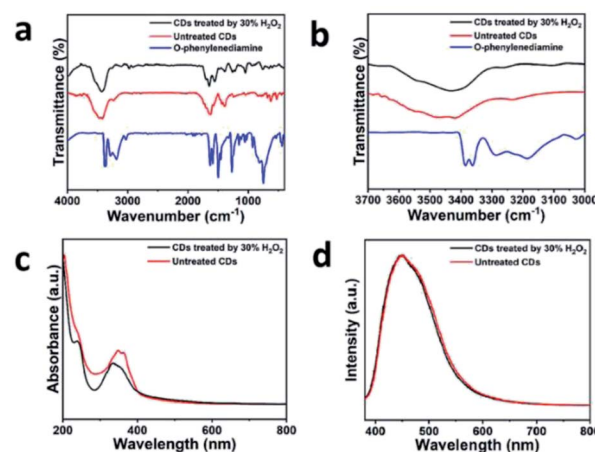 a
CDs treated by 30% H₂O₂
Untreated CDs
O-phenylenediamine
Transmittance (%)
4000 3000 2000 1000
Wavenumber (cm⁻¹)
b
CDs treated by 30% H₂O₂
Untreated CDs
O-phenylenediamine
Transmittance (%)
3700 3600 3500 3400 3300 3200 3100 3000
Wavenumber (cm⁻¹)
c
CDs treated by 30% H₂O₂
Untreated CDs
Absorbance (a.u.)
200 300 400 500 600 700 800
Wavelength (nm)
d
CDs treated by 30% H₂O₂
Untreated CDs
Intensity (a.u.)
400 500 600 700 800
Wavelength (nm)